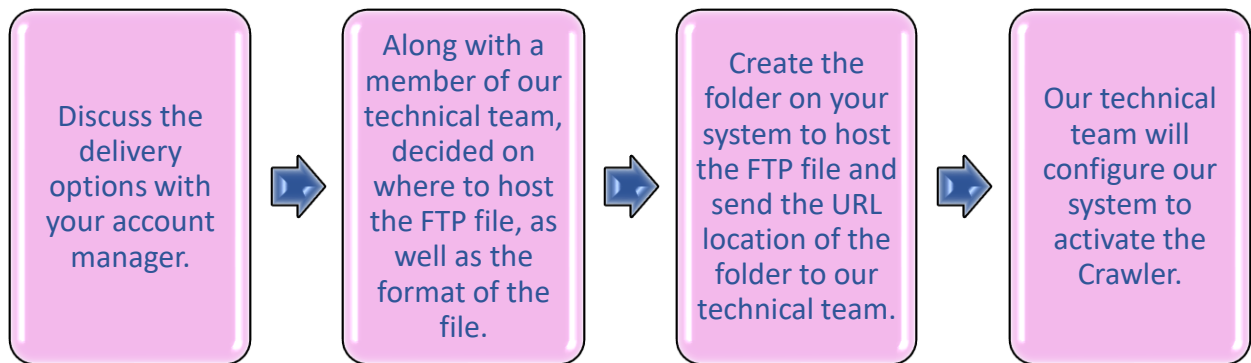 Discuss the
delivery
options with
your account
manager.
Along with a
member of our
technical team,
decided on
where to host
the FTP file, as
well as the
format of the
file.
Create the
folder on your
system to host
the FTP file and
send the URL
location of the
folder to our
technical team.
Our technical
team will
configure our
system to
activate the
Crawler.